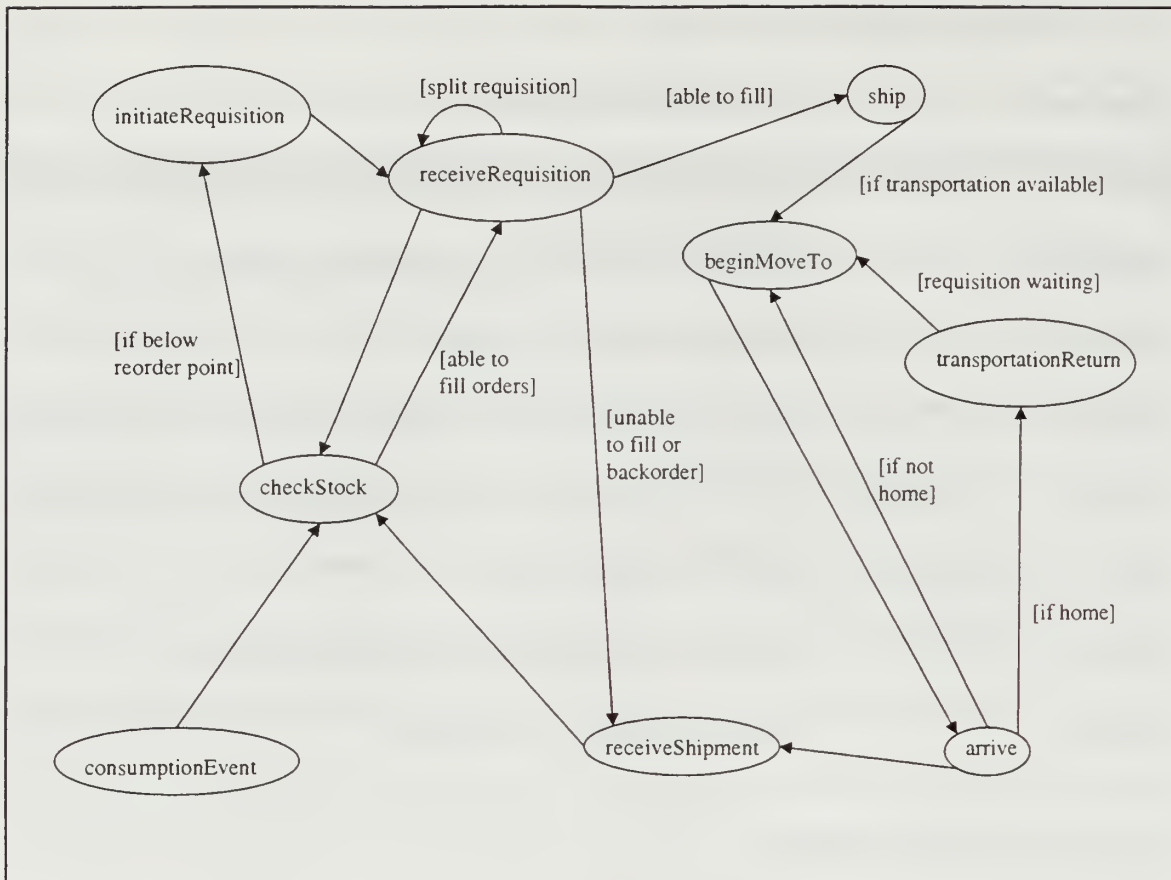 [split requisition]
[able to fill]
ship
initiateRequisition
receiveRequisition
[if transportation available]
beginMoveTo
[requisition waiting]
[if below
reorder point]
[able to
fill orders]
transportationReturn
[unable
to fill or
backorder]
[if not
home}
checkStock
[if home]
consumptionEvent
receiveShipment
arrive